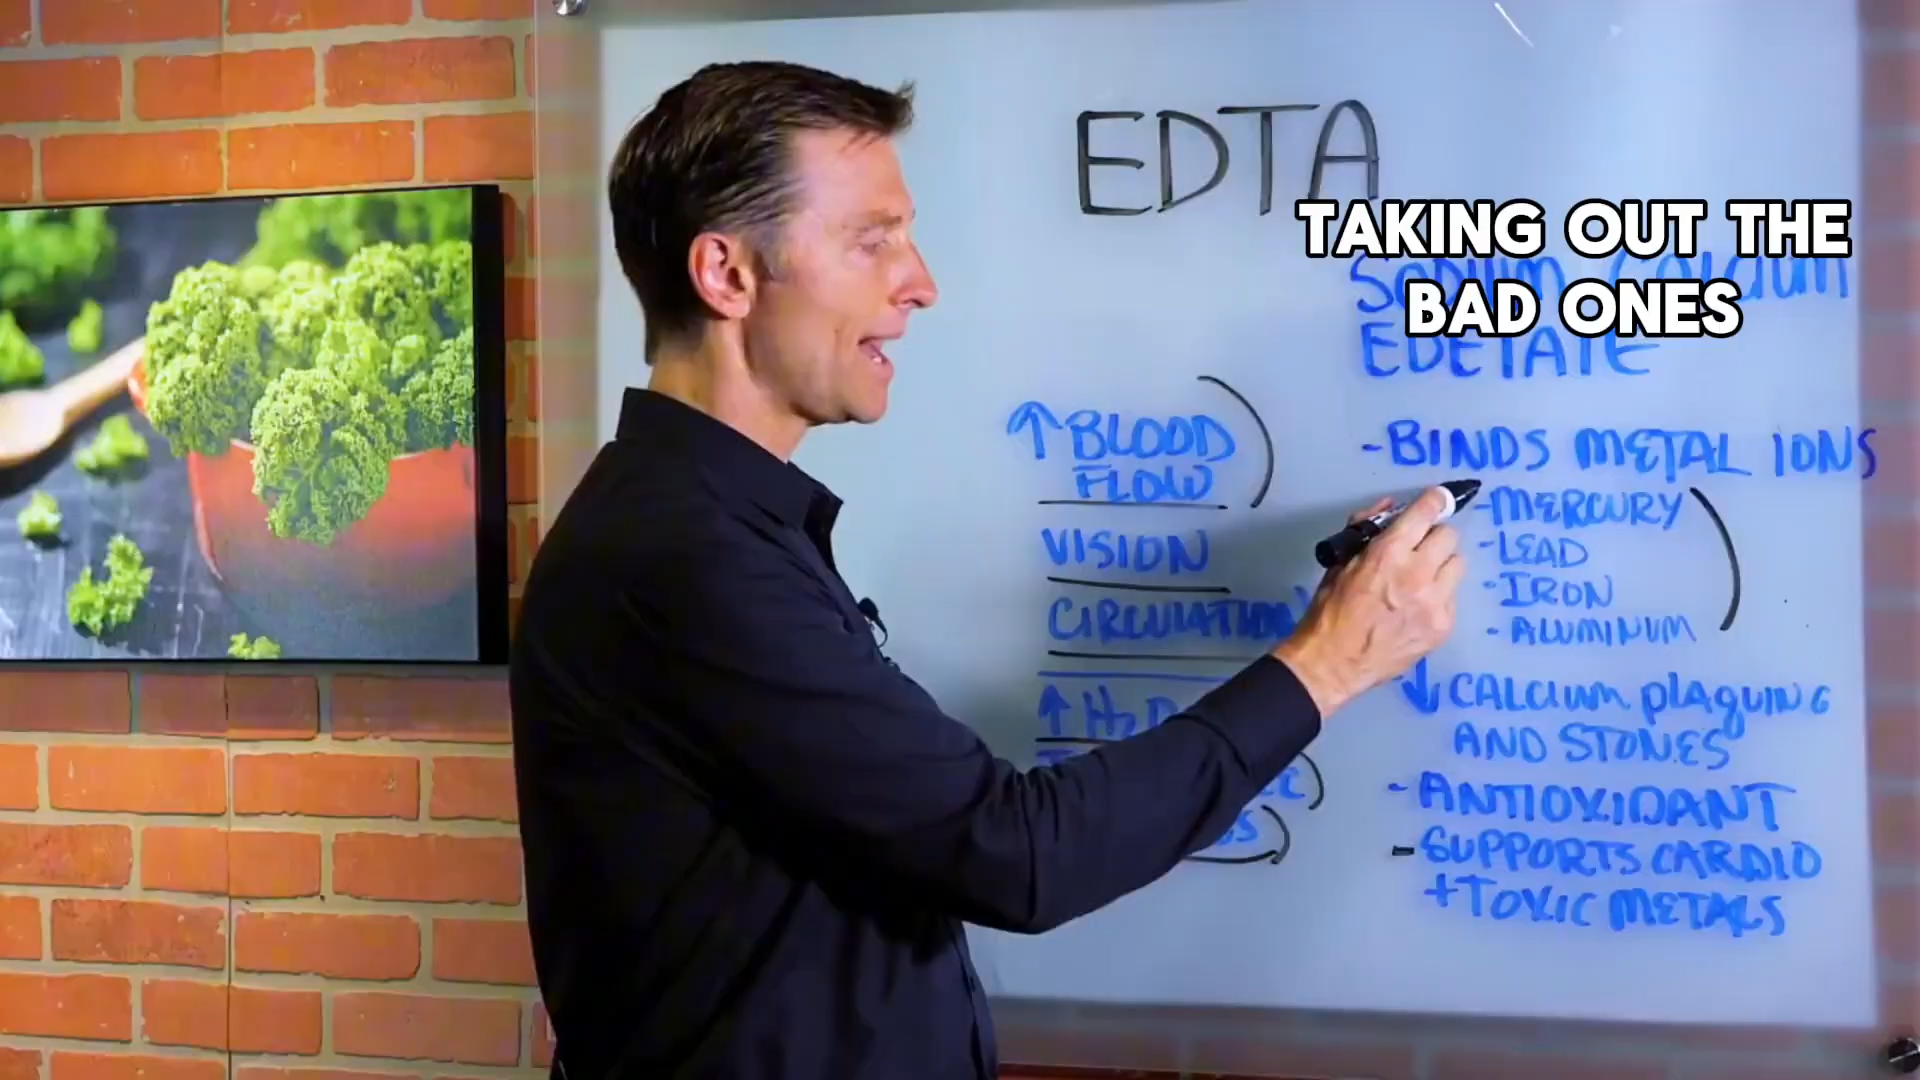 EDTA
TAKING OUT THE
BAD ONES
SODIUM CALCIUM
EDETATE
↑ BLOOD
FLOW
VISION
CIRCULATION
↑ H2
-BINDS METAL IONS
-MERCURY
-LEAD
-IRON
-ALUMINUM
↓ CALCIUM PLAQUING
AND STONES
-ANTIOXIDANT
-SUPPORTS CARDIO
+TOXIC METALS